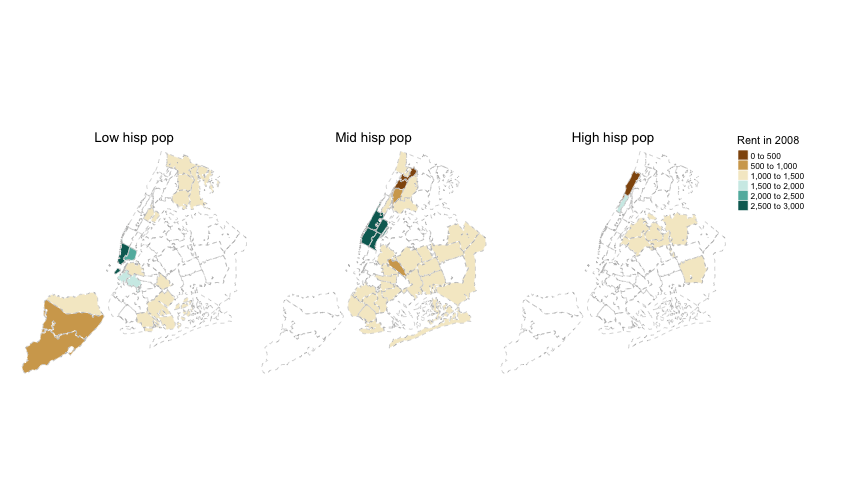 Low hisp pop
Mid hisp pop
High hisp pop
Rent in 2008
0 to 500
500 to 1,000
1,000 to 1,500
1,500 to 2,000
2,000 to 2,500
2,500 to 3,000